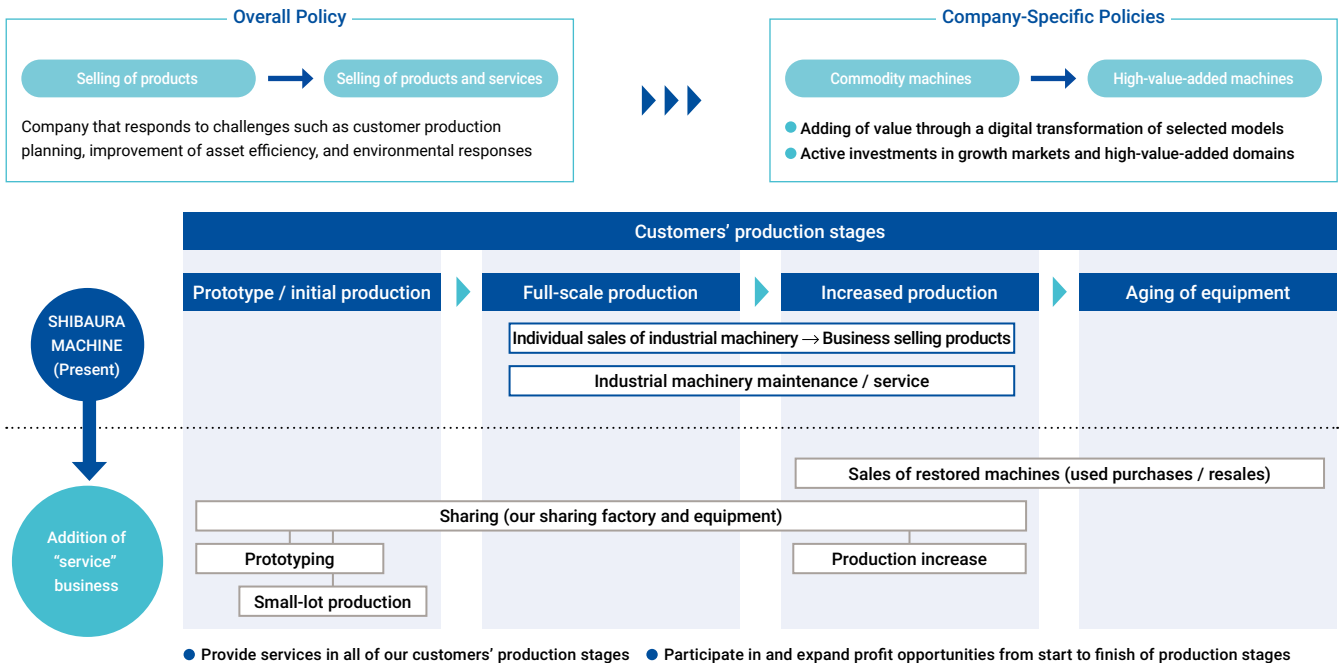 Overall Policy
Selling of products → Selling of products and services
Company that responds to challenges such as customer production
planning, improvement of asset efficiency, and environmental responses
Company-Specific Policies
Commodity machines → High-value-added machines
● Adding of value through a digital transformation of selected models
● Active investments in growth markets and high-value-added domains
Customers’ production stages
Prototype / initial production
Full-scale production
Increased production
Aging of equipment
SHIBAURA
MACHINE
(Present)
Individual sales of industrial machinery → Business selling products
Industrial machinery maintenance / service
Addition of
“service”
business
Sales of restored machines (used purchases / resales)
Sharing (our sharing factory and equipment)
Prototyping
Production increase
Small-lot production
● Provide services in all of our customers’ production stages ● Participate in and expand profit opportunities from start to finish of production stages